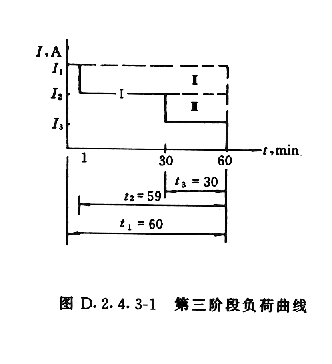 I,A
I₁
Ⅱ
I₂
Ⅰ
Ⅲ
I₃
1 30 60 t,min
t₃ = 30
t₂ = 59
t₁ = 60
图 D.2.4.3-1 第三阶段负荷曲线